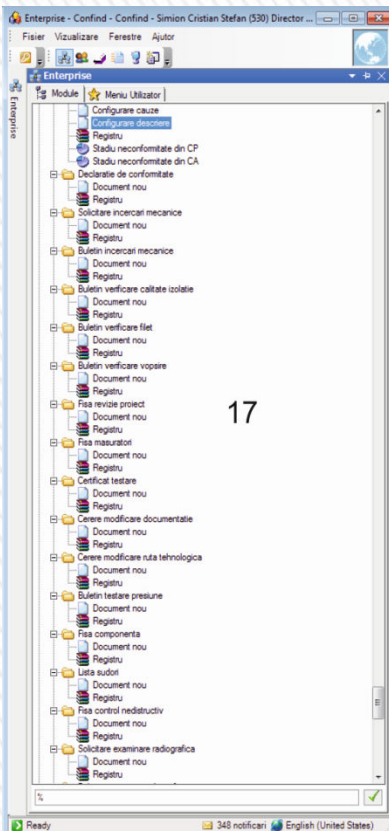 Enterprise - Confind - Confind - Simion Cristian Stefan (530) Director ...
Fisier Vizualizare Ferestre Ajutor
Enterprise
Enterprise
Module Meniu Utilizator
Configurare cauze
Configurare descriere
Registru
Stadiu neconformitate din CP
Stadiu neconformitate din CA
Declaratie de conformitate
Document nou
Registru
Solicitare incercari mecanice
Document nou
Registru
Buletin incercari mecanice
Document nou
Registru
Buletin verficare calitate izolatie
Document nou
Registru
Buletin verficare filet
Document nou
Registru
Buletin verficare vopsire
Document nou
Registru
Fisa revizie proiect
Document nou
17
Registru
Fisa masuratori
Document nou
Registru
Certificat testare
Document nou
Registru
Cerere modificare documentatie
Document nou
Registru
Cerere modificare ruta tehnologica
Document nou
Registru
Buletin testare presiune
Document nou
Registru
Fisa componenta
Document nou
Registru
Lista sudori
Document nou
Registru
Fisa control nedistructiv
Document nou
Registru
Solicitare examinare radiografica
Document nou
Registru
%
Ready 348 notificari English (United States)